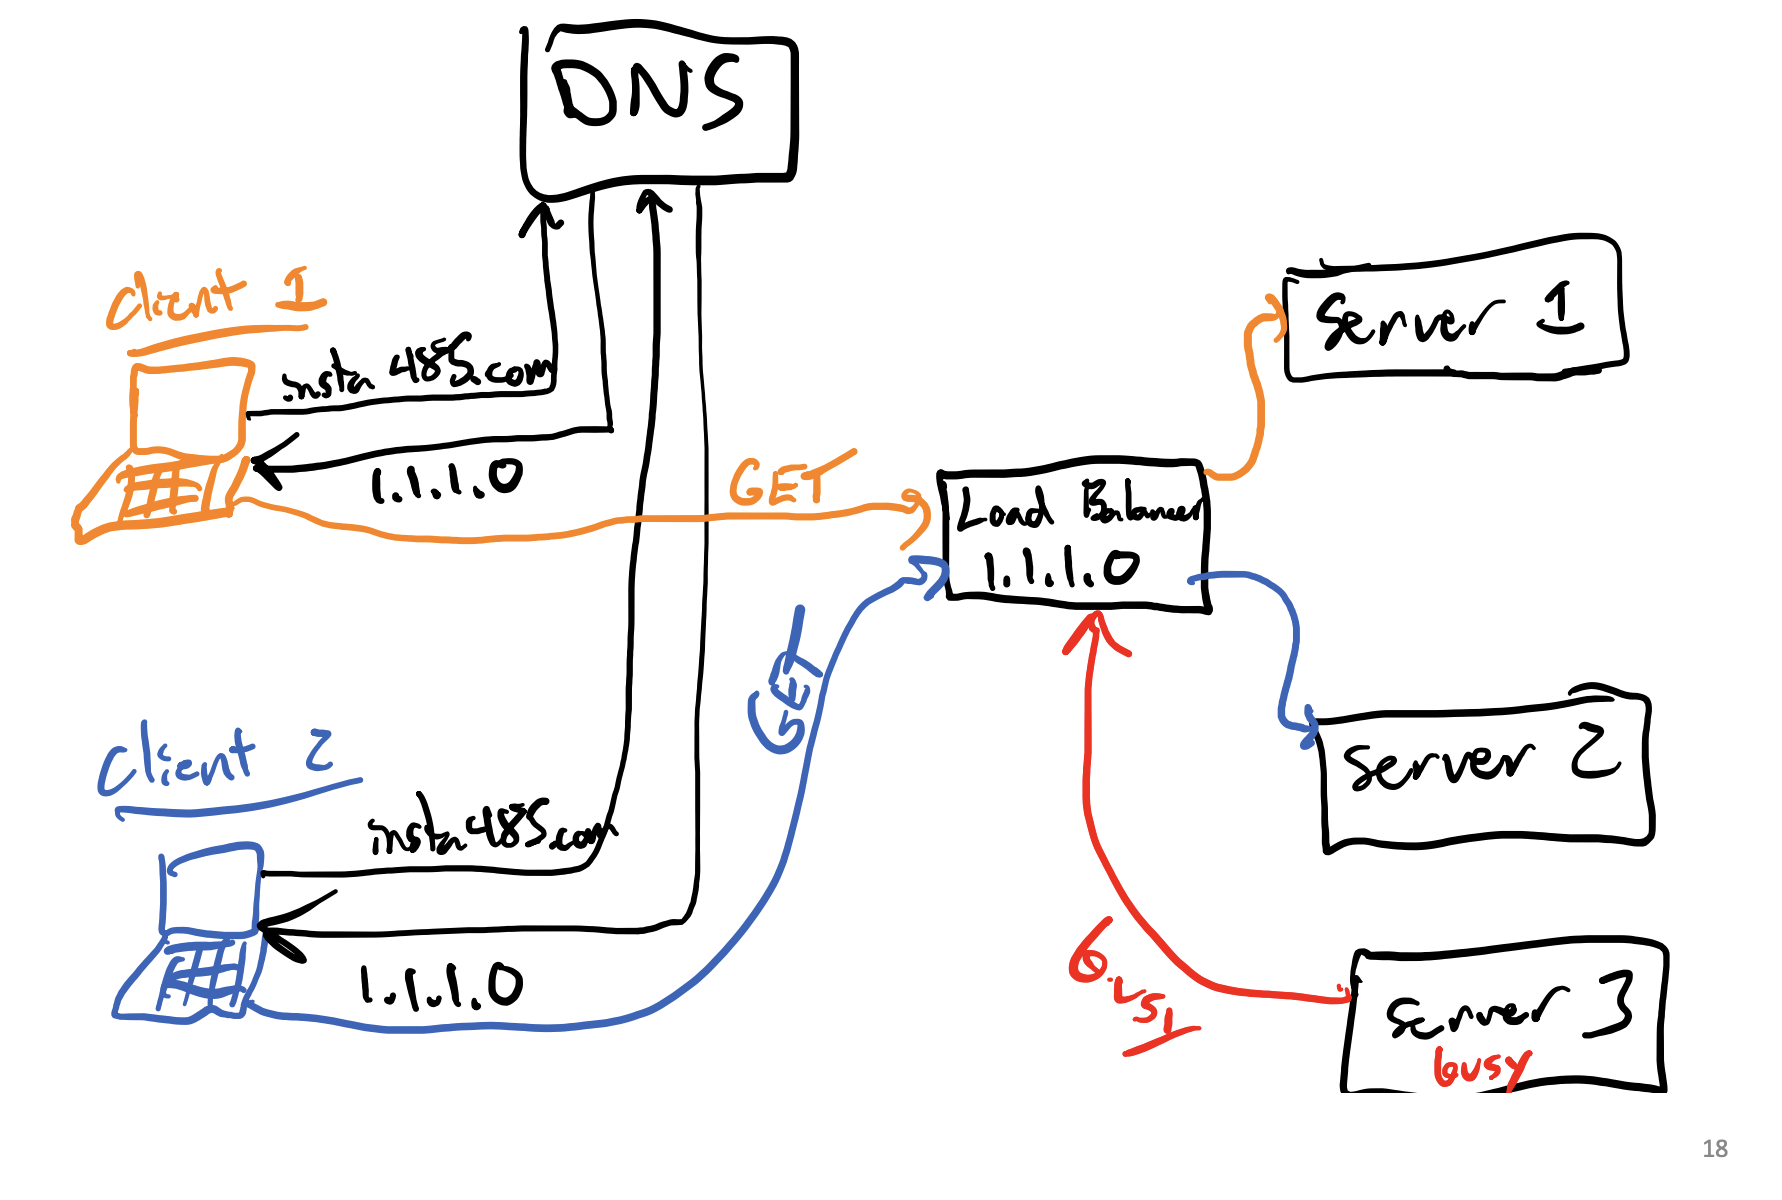 DNS
Client 1
insta485.com
1.1.1.0
GET
Load Balancer
1.1.1.0
Server 1
Client 2
insta485.com
1.1.1.0
GET
Server 2
busy
Server 3
busy
18